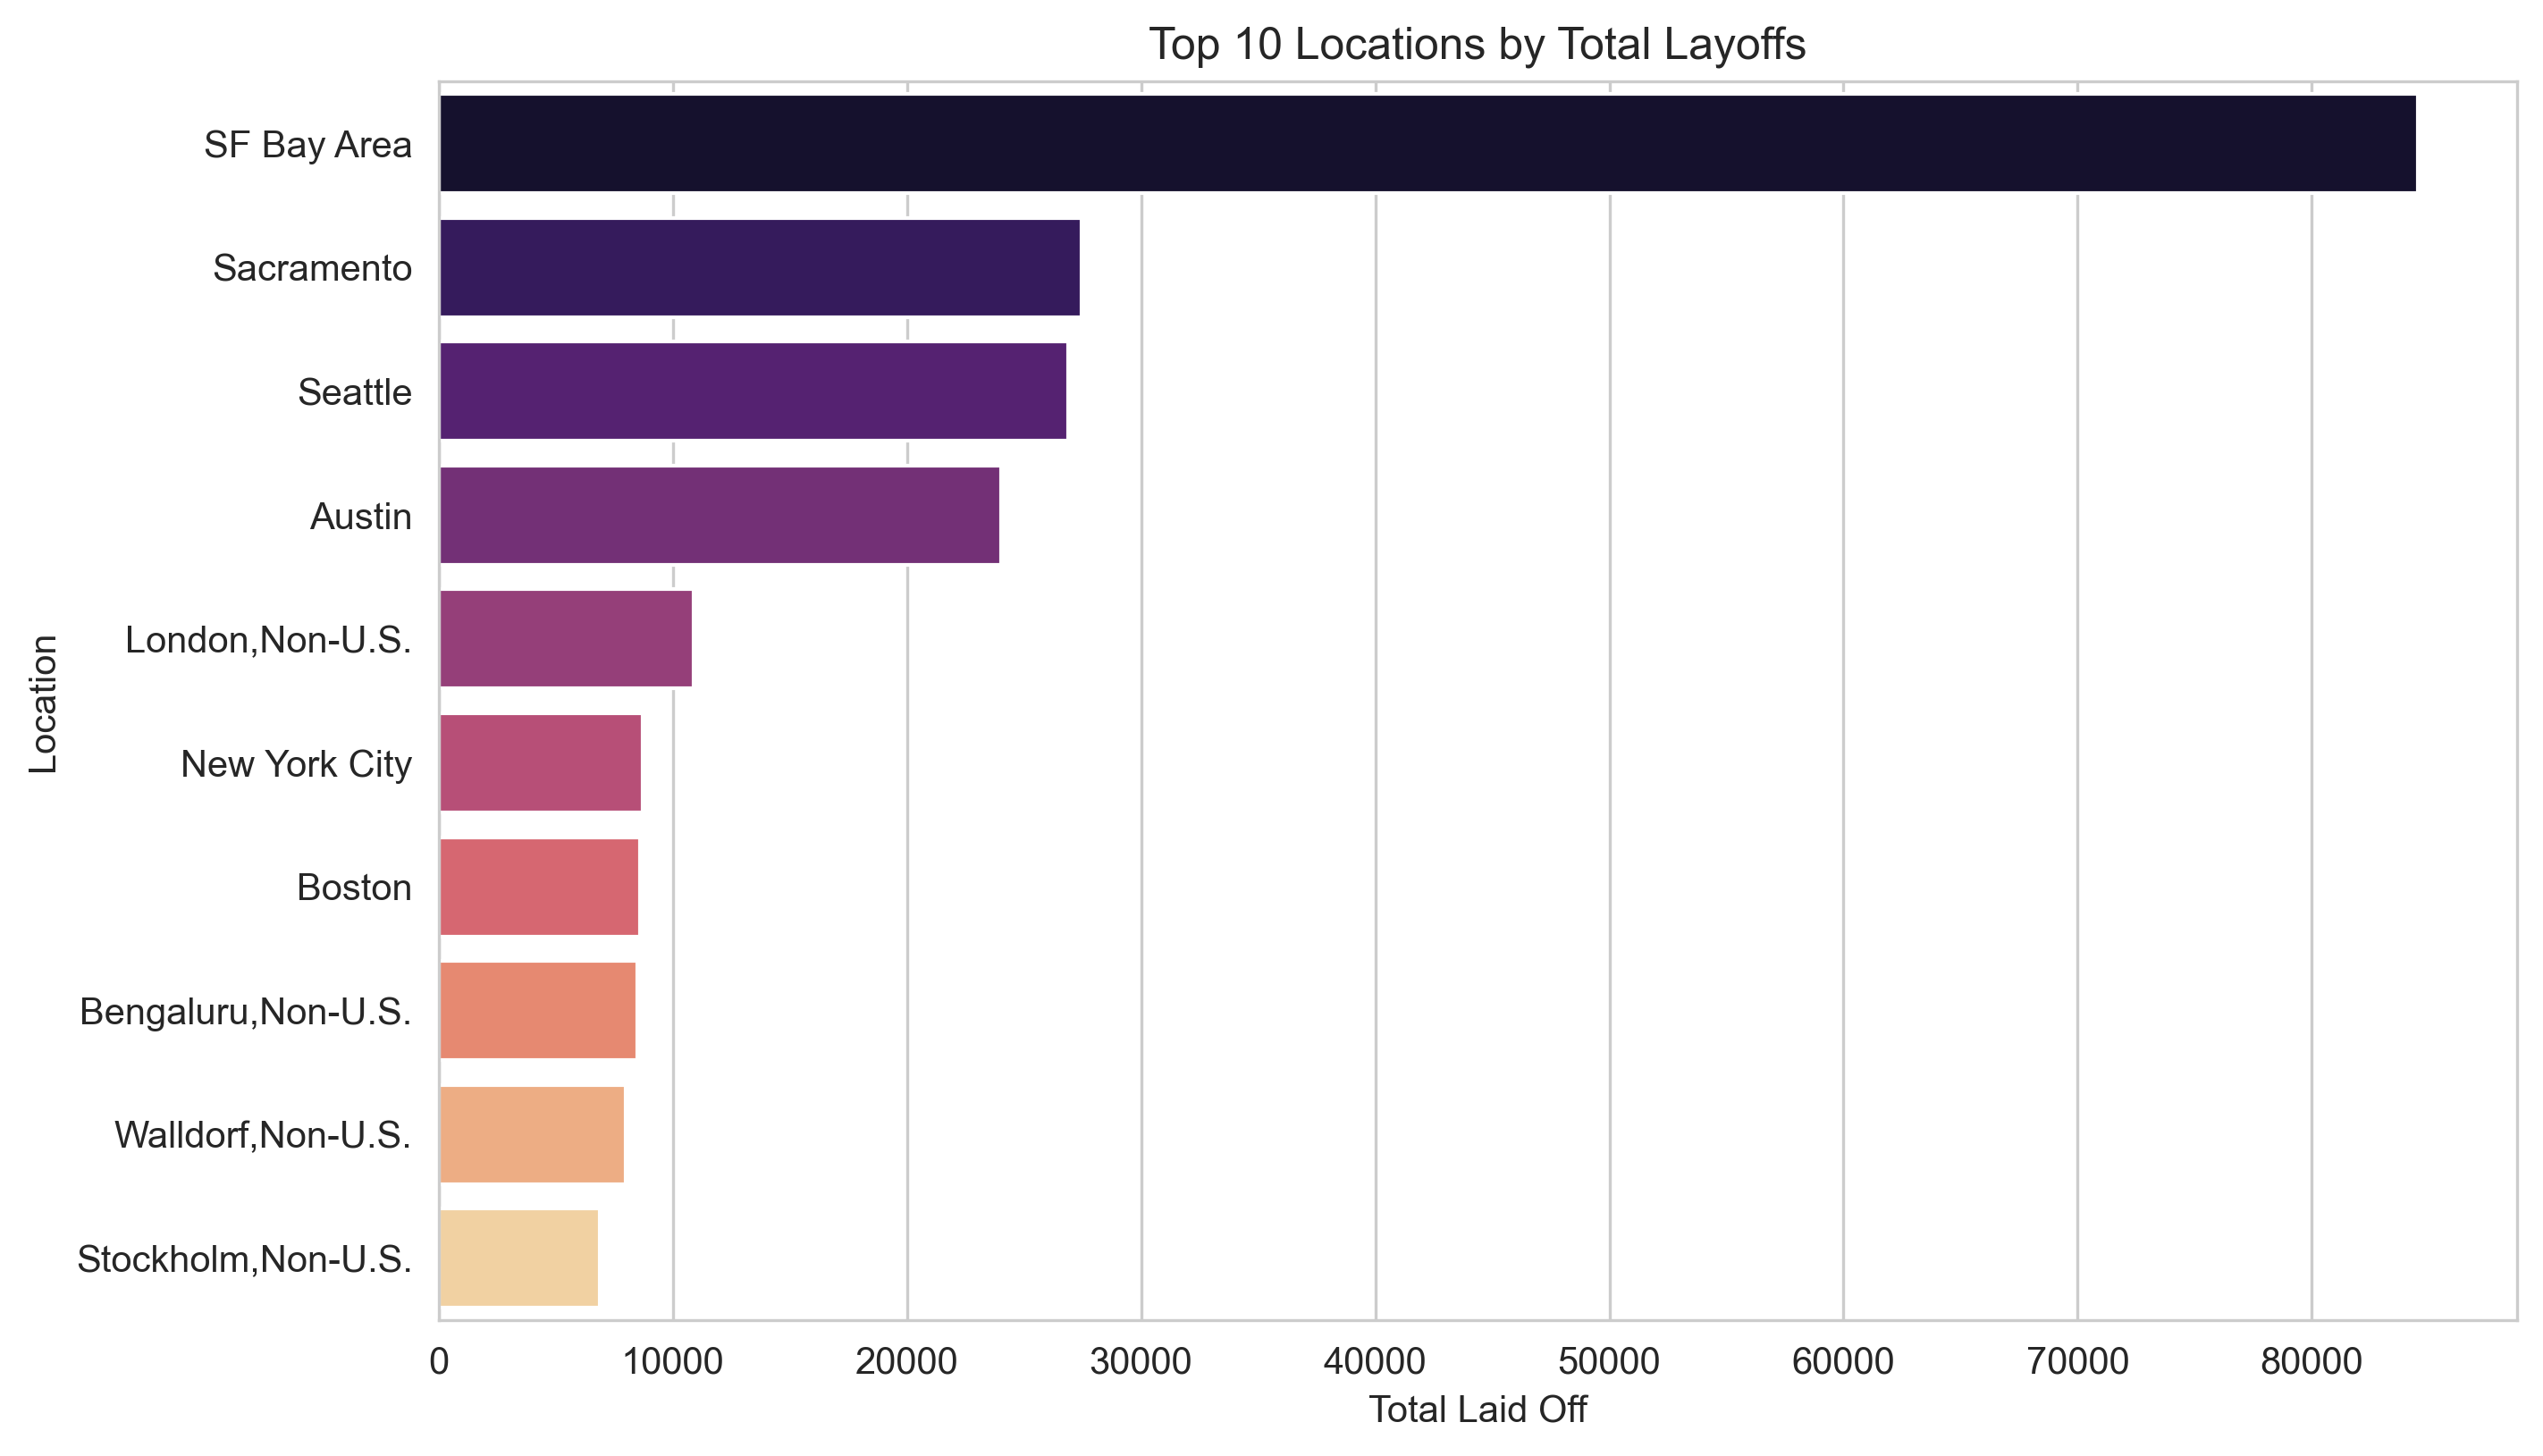 Top 10 Locations by Total Layoffs
SF Bay Area
Sacramento
Seattle
Austin
London,Non-U.S.
New York City
Boston
Bengaluru,Non-U.S.
Walldorf,Non-U.S.
Stockholm,Non-U.S.
Location
0 10000 20000 30000 40000 50000 60000 70000 80000
Total Laid Off